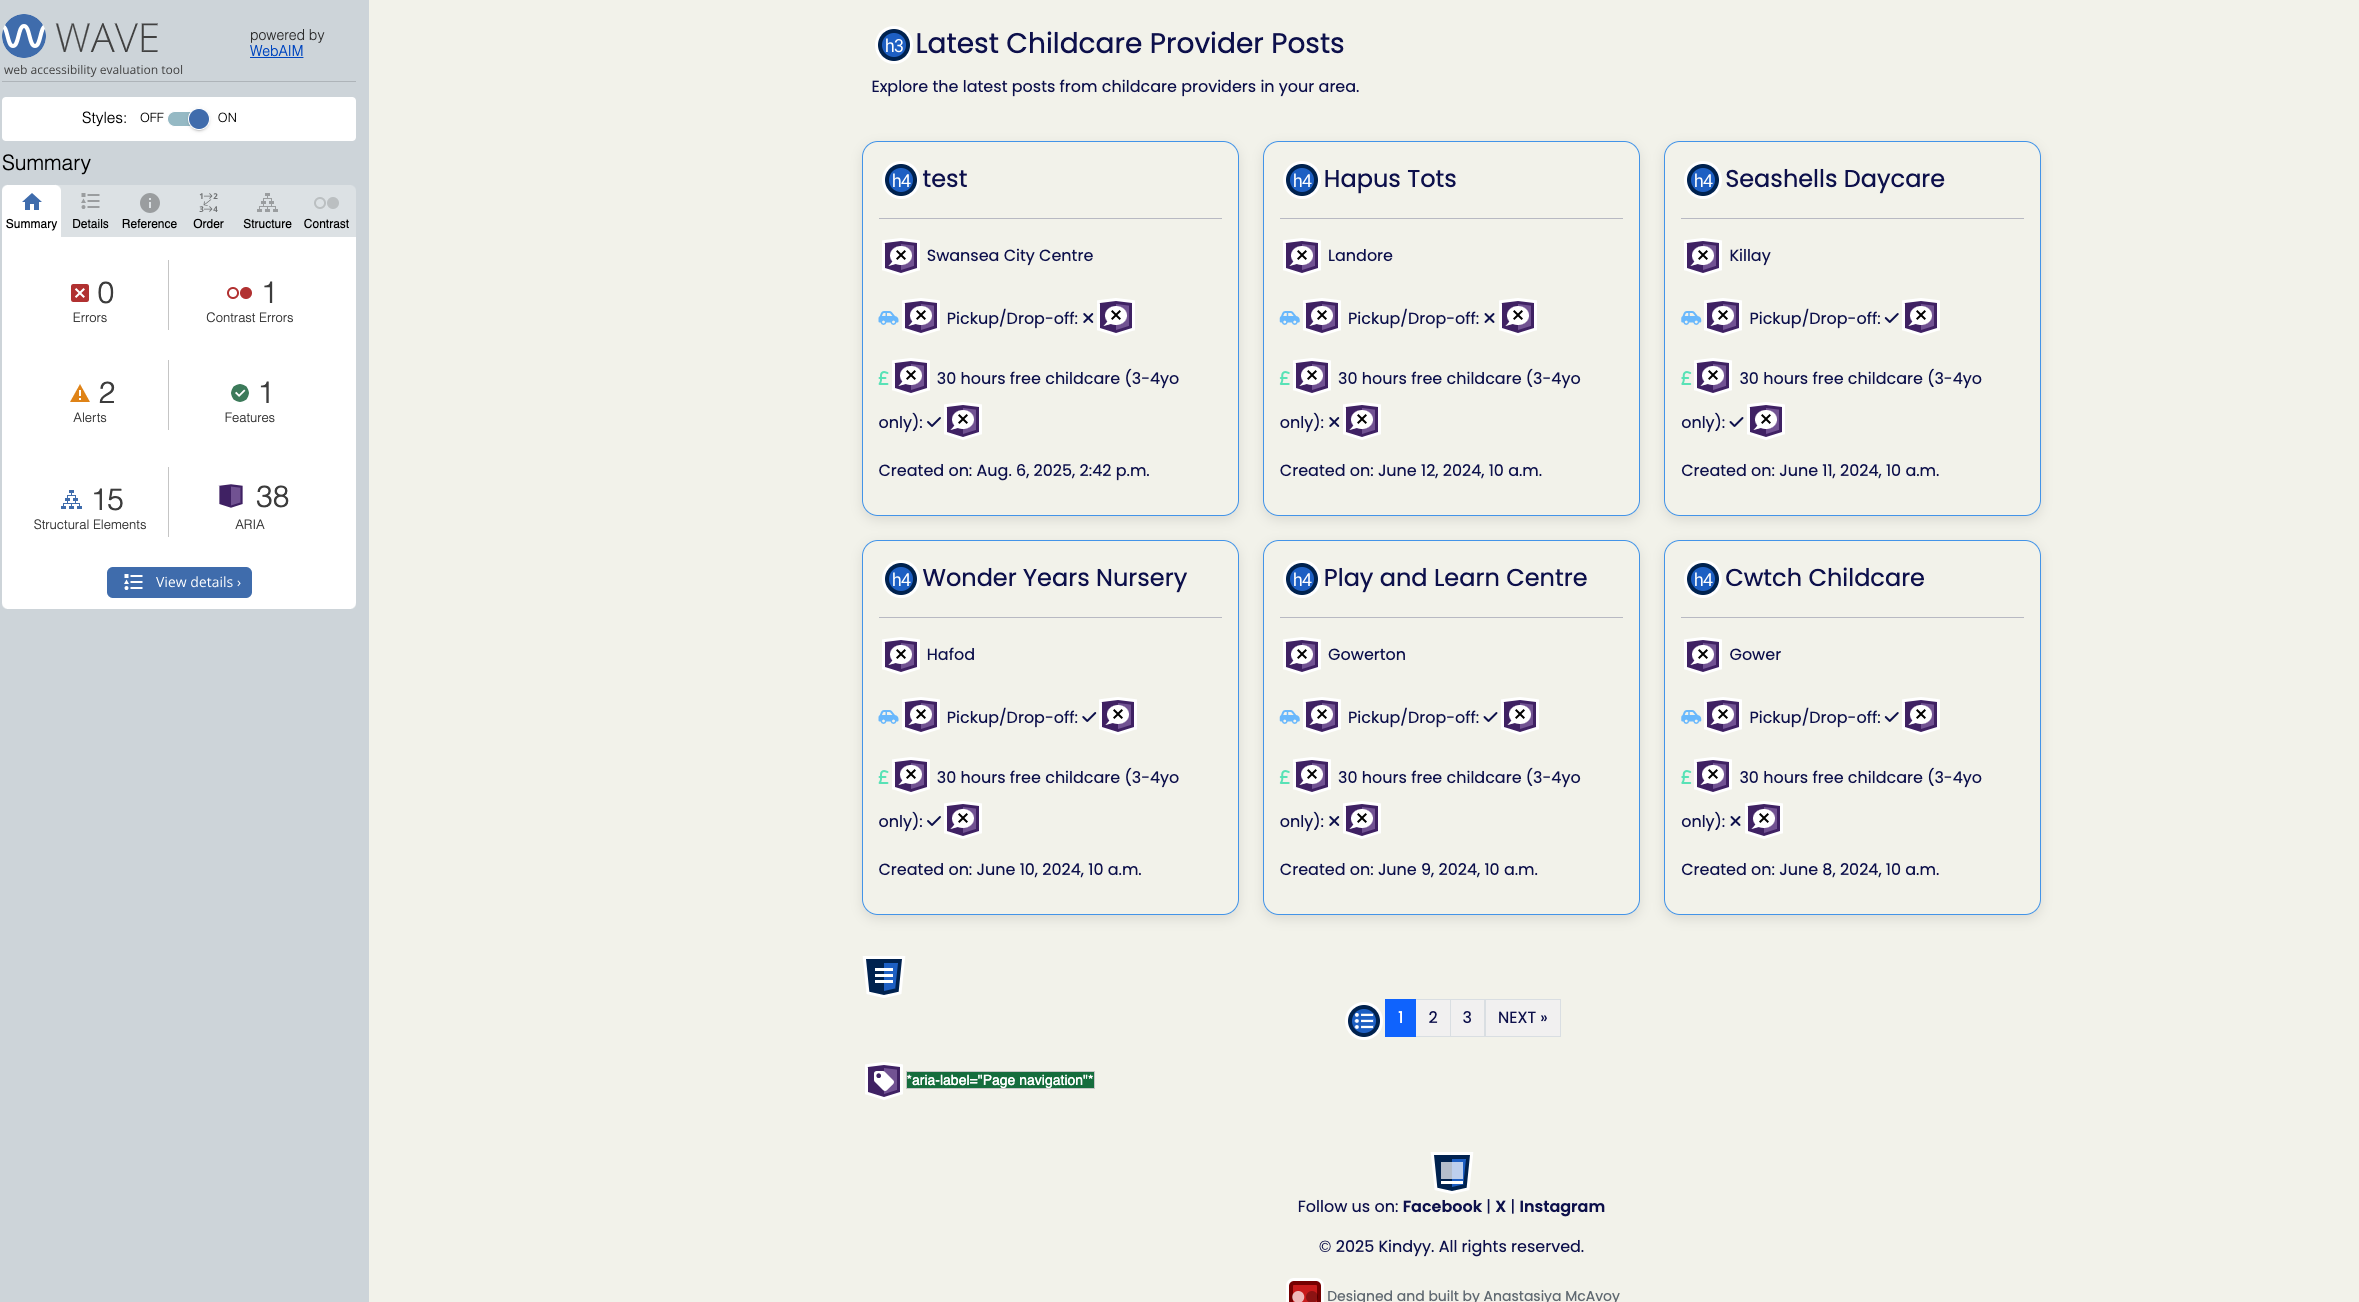 WAVE
powered by
WebAIM
web accessibility evaluation tool
Styles: OFF ON
Summary
Summary Details Reference Order Structure Contrast
0 1
Errors Contrast Errors
2 1
Alerts Features
15 38
Structural Elements ARIA
View details ›
h3 Latest Childcare Provider Posts
Explore the latest posts from childcare providers in your area.
h4 test
Swansea City Centre
Pickup/Drop-off: ×
£ 30 hours free childcare (3-4yo
only): ✓
Created on: Aug. 6, 2025, 2:42 p.m.
h4 Hapus Tots
Landore
Pickup/Drop-off: ×
£ 30 hours free childcare (3-4yo
only): ×
Created on: June 12, 2024, 10 a.m.
h4 Seashells Daycare
Killay
Pickup/Drop-off: ✓
£ 30 hours free childcare (3-4yo
only): ✓
Created on: June 11, 2024, 10 a.m.
h4 Wonder Years Nursery
Hafod
Pickup/Drop-off: ✓
£ 30 hours free childcare (3-4yo
only): ✓
Created on: June 10, 2024, 10 a.m.
h4 Play and Learn Centre
Gowerton
Pickup/Drop-off: ✓
£ 30 hours free childcare (3-4yo
only): ×
Created on: June 9, 2024, 10 a.m.
h4 Cwtch Childcare
Gower
Pickup/Drop-off: ✓
£ 30 hours free childcare (3-4yo
only): ×
Created on: June 8, 2024, 10 a.m.
1 2 3 NEXT »
*aria-label="Page navigation"*
Follow us on: Facebook | X | Instagram
© 2025 Kindyy. All rights reserved.
Designed and built by Anastasiya McAvoy